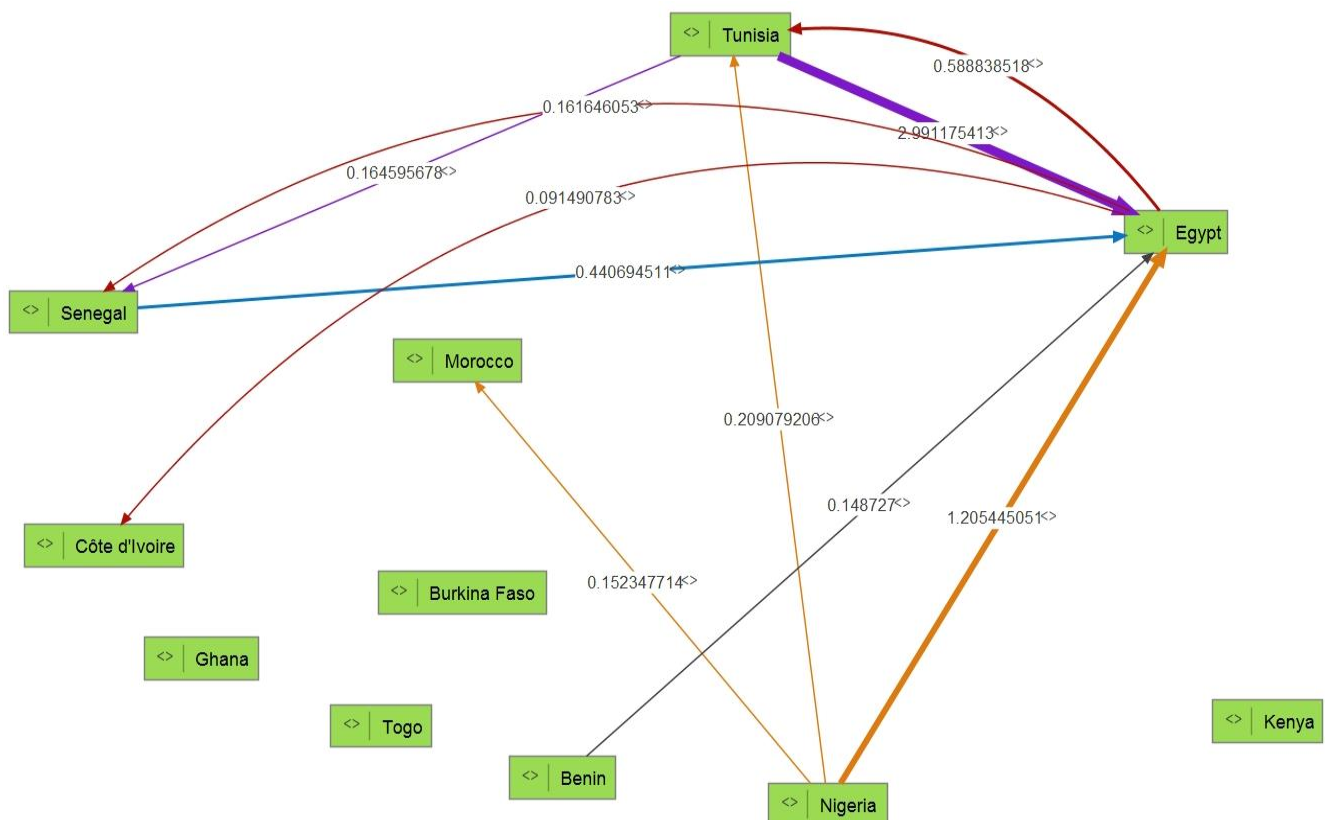 <> Tunisia
0.588838518<>
0.161646053<>
2.991175413<>
0.164595678<>
0.091490783<>
<> Egypt
0.440694511<>
<> Senegal
<> Morocco
0.209079206<>
0.148727<>
1.205445051<>
<> Côte d'Ivoire
0.152347714<>
<> Burkina Faso
<> Ghana
<> Togo
<> Kenya
<> Benin
<> Nigeria